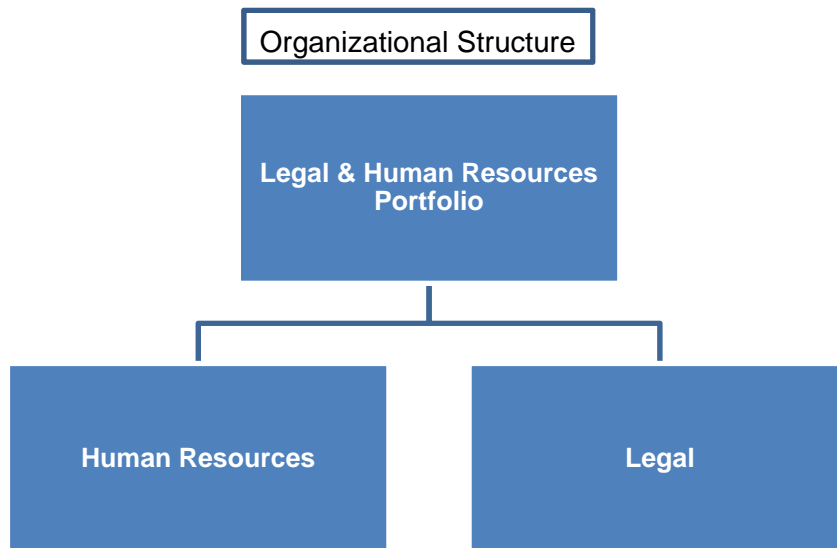 Organizational Structure
Legal & Human Resources
Portfolio
Human Resources
Legal